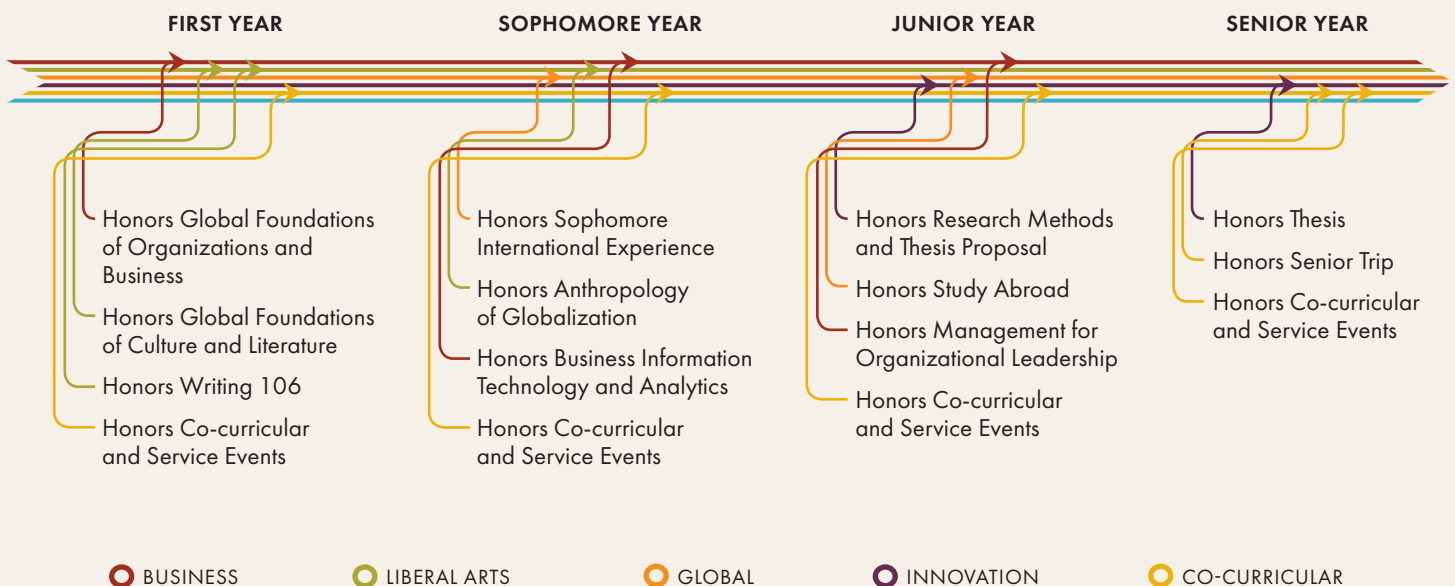 FIRST YEAR
SOPHOMORE YEAR
JUNIOR YEAR
SENIOR YEAR
Honors Global Foundations
of Organizations and
Business
Honors Global Foundations
of Culture and Literature
Honors Writing 106
Honors Co-curricular
and Service Events
Honors Sophomore
International Experience
Honors Anthropology
of Globalization
Honors Business Information
Technology and Analytics
Honors Co-curricular
and Service Events
Honors Research Methods
and Thesis Proposal
Honors Study Abroad
Honors Management for
Organizational Leadership
Honors Co-curricular
and Service Events
Honors Thesis
Honors Senior Trip
Honors Co-curricular
and Service Events
BUSINESS
LIBERAL ARTS
GLOBAL
INNOVATION
CO-CURRICULAR